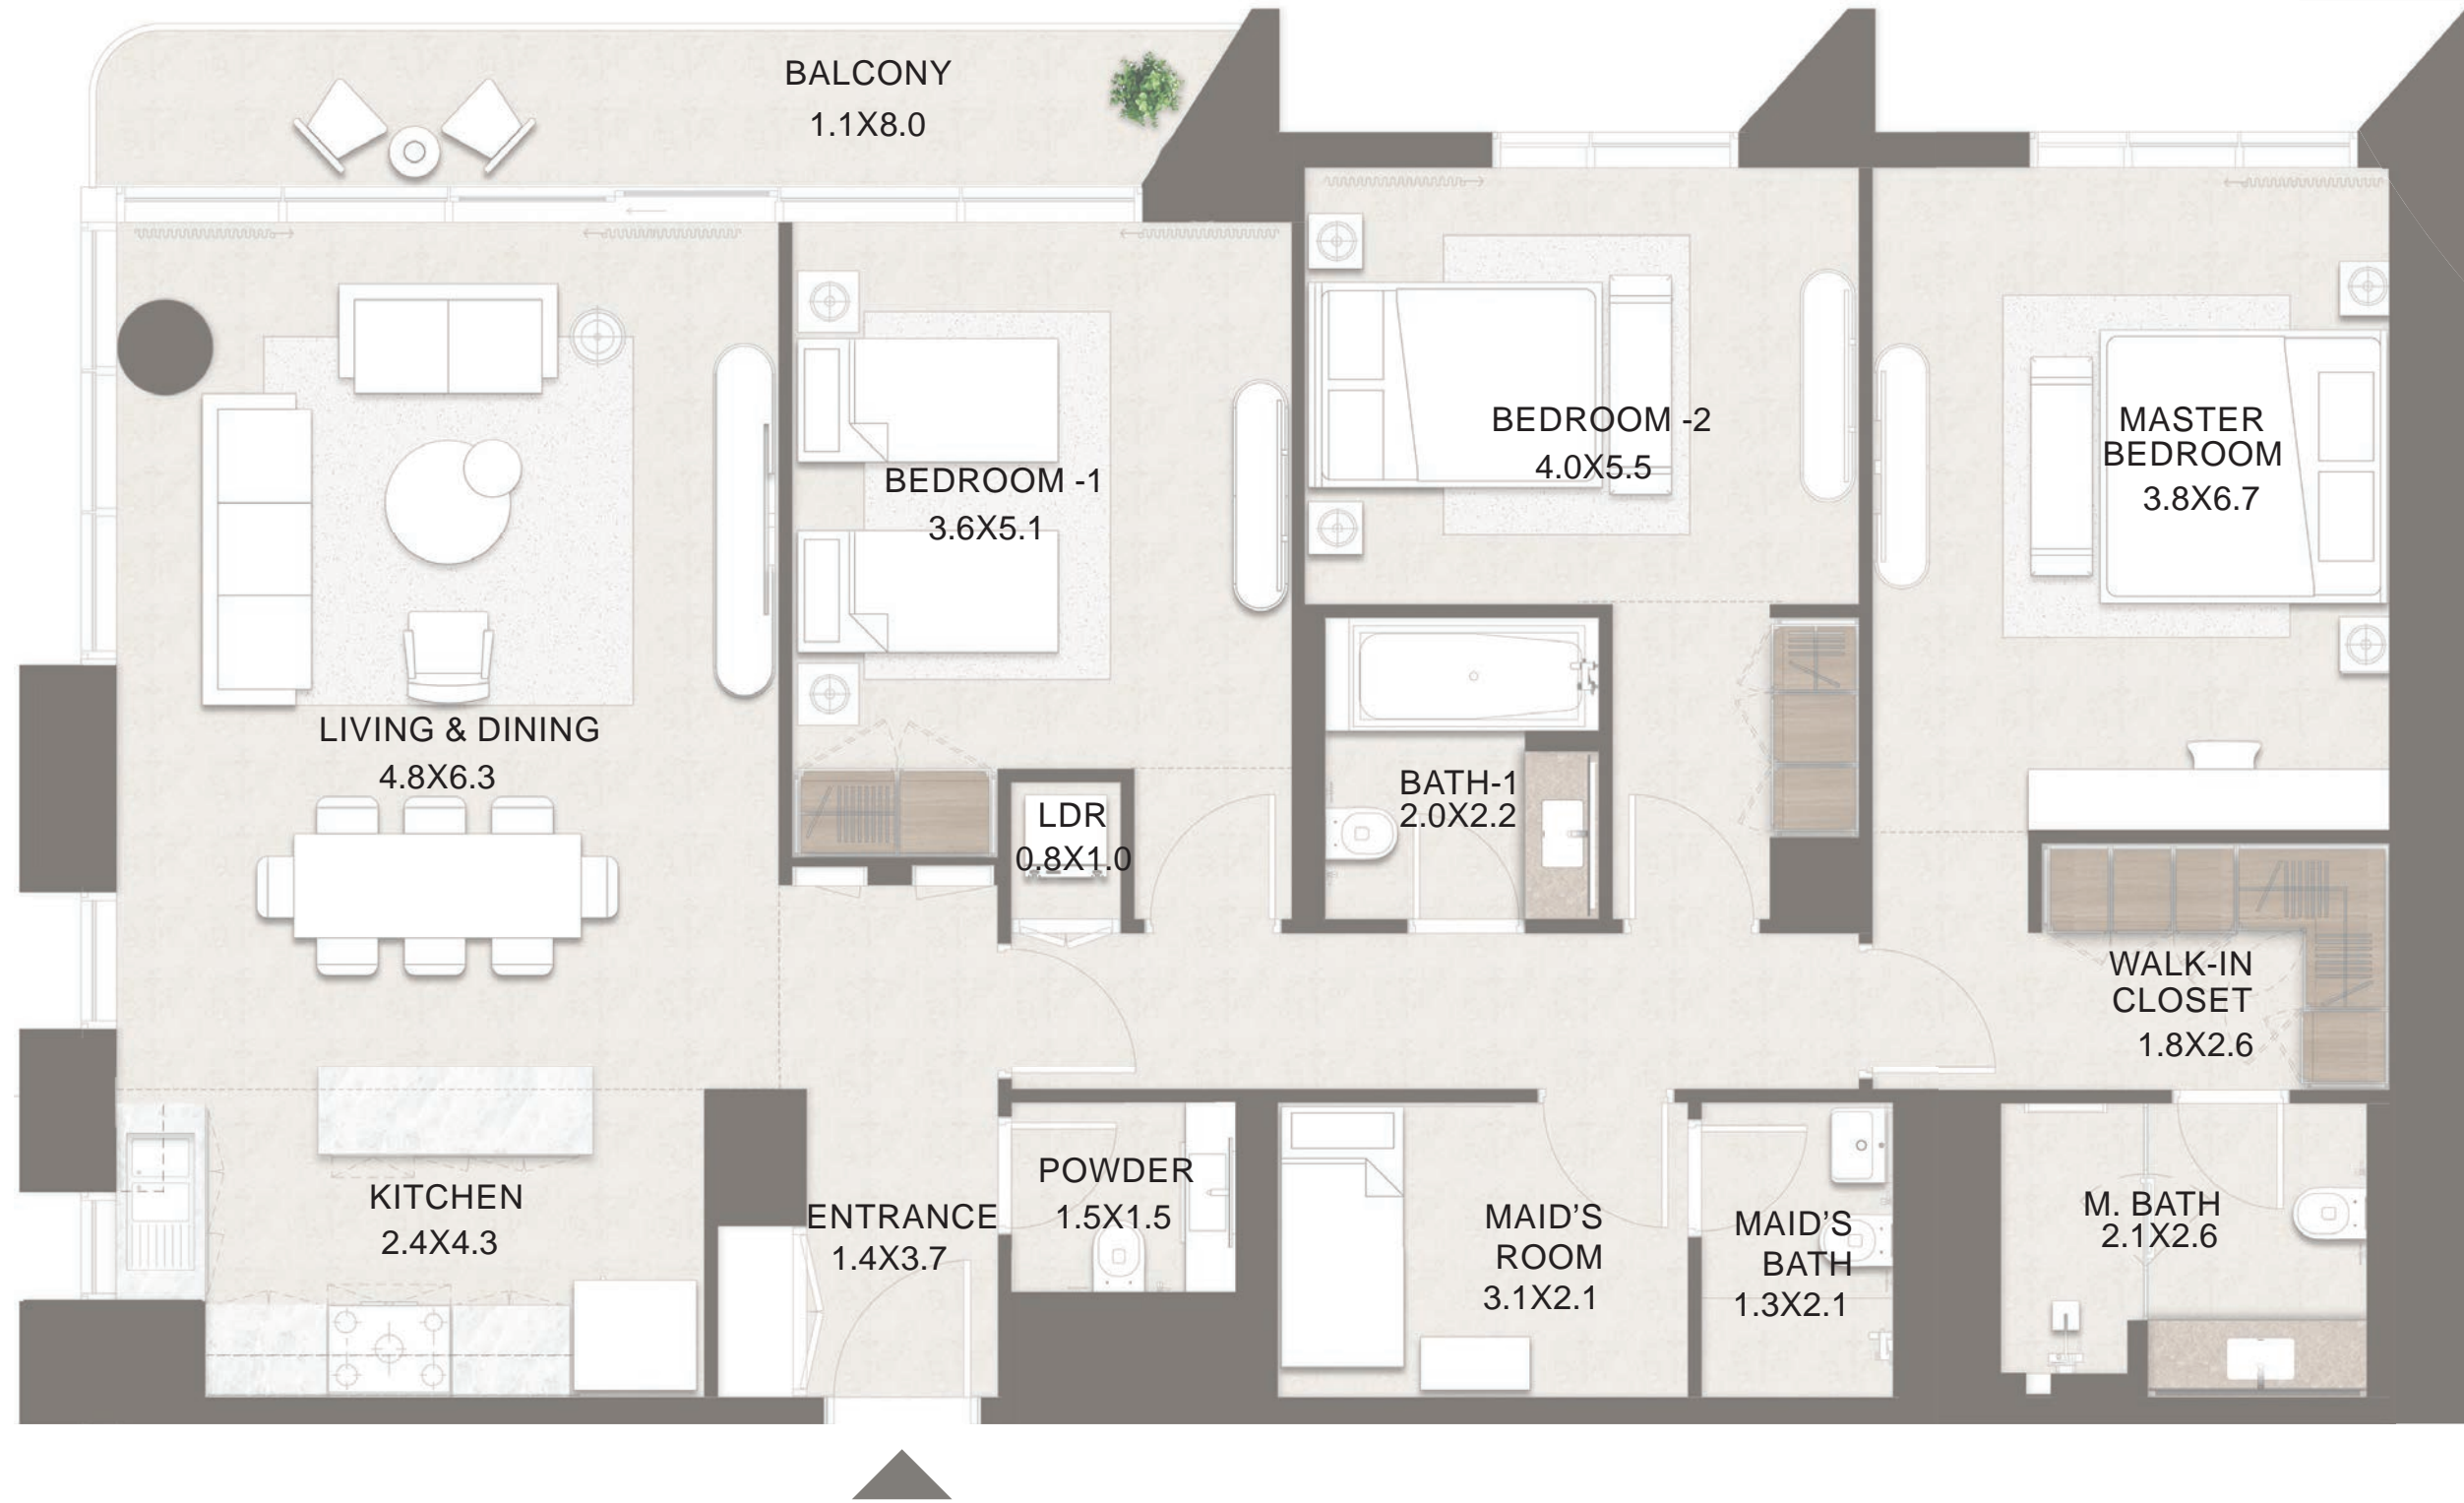 BALCONY
1.1X8.0
BEDROOM -2
4.0X5.5
MASTER
BEDROOM
3.8X6.7
BEDROOM -1
3.6X5.1
LIVING & DINING
4.8X6.3
LDR
0.8X1.0
BATH-1
2.0X2.2
WALK-IN
CLOSET
1.8X2.6
KITCHEN
2.4X4.3
ENTRANCE
1.4X3.7
POWDER
1.5X1.5
MAID’S
ROOM
3.1X2.1
MAID’S
BATH
1.3X2.1
M. BATH
2.1X2.6